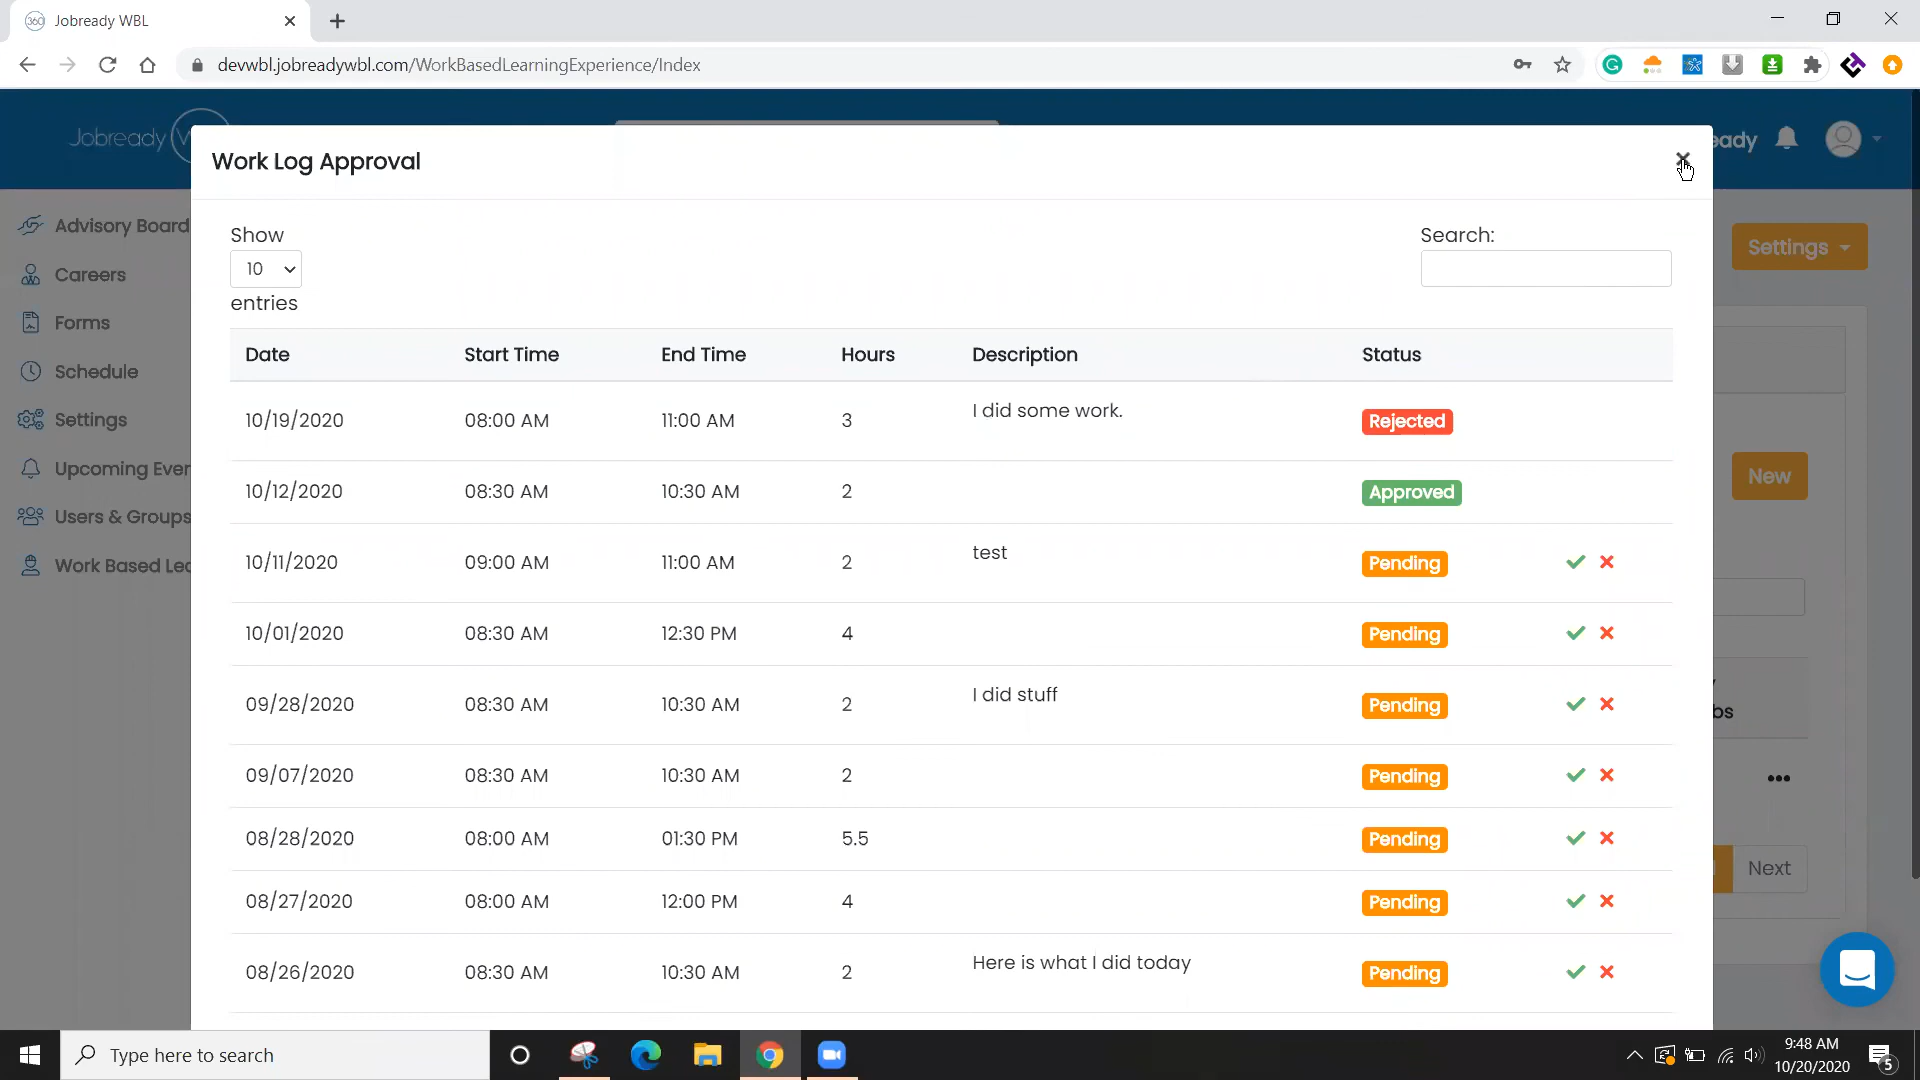 Jobready WBL
devwbl.jobreadywbl.com/WorkBasedLearningExperience/Index
Jobready
Work Log Approval
Advisory Board
Careers
Forms
Schedule
Settings
Users & Groups
Work Based
Settings
New
Next
Show
10
entries
Search:
Date Start Time End Time Hours Description Status
10/19/2020 08:00 AM 11:00 AM 3 I did some work. Rejected
10/12/2020 08:30 AM 10:30 AM 2 Approved
10/11/2020 09:00 AM 11:00 AM 2 test Pending
10/01/2020 08:30 AM 12:30 PM 4 Pending
09/28/2020 08:30 AM 10:30 AM 2 I did stuff Pending
09/07/2020 08:30 AM 10:30 AM 2 Pending
08/28/2020 08:00 AM 01:30 PM 5.5 Pending
08/27/2020 08:00 AM 12:00 PM 4 Pending
08/26/2020 08:30 AM 10:30 AM 2 Here is what I did today Pending
Type here to search
9:48 AM
10/20/2020
5